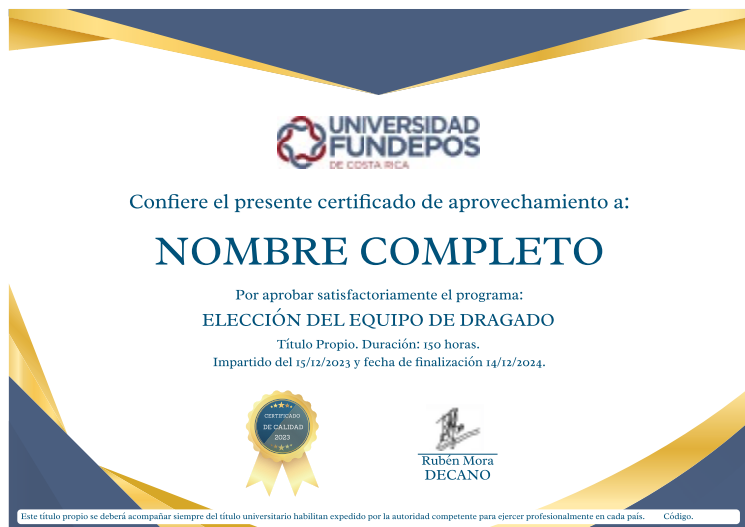 UNIVERSIDAD
FUNDEPOS
DE COSTA RICA
Confiere el presente certificado de aprovechamiento a:
NOMBRE COMPLETO
Por aprobar satisfactoriamente el programa:
ELECCIÓN DEL EQUIPO DE DRAGADO
Título Propio. Duración: 150 horas.
Impartido del 15/12/2023 y fecha de finalización 14/12/2024.
CERTIFICADO
DE CALIDAD
2023
Rubén Mora
DECANO
Este título propio se deberá acompañar siempre del título universitario habilitan expedido por la autoridad competente para ejercer profesionalmente en cada país. Código.